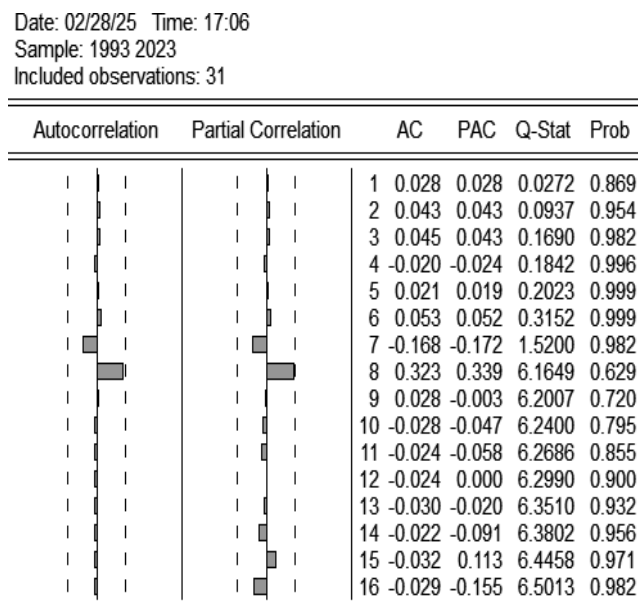 Date: 02/28/25 Time: 17:06
Sample: 1993 2023
Included observations: 31
Autocorrelation Partial Correlation AC PAC Q-Stat Prob
1 0.028 0.028 0.0272 0.869
2 0.043 0.043 0.0937 0.954
3 0.045 0.043 0.1690 0.982
4 -0.020 -0.024 0.1842 0.996
5 0.021 0.019 0.2023 0.999
6 0.053 0.052 0.3152 0.999
7 -0.168 -0.172 1.5200 0.982
8 0.323 0.339 6.1649 0.629
9 0.028 -0.003 6.2007 0.720
10 -0.028 -0.047 6.2400 0.795
11 -0.024 -0.058 6.2686 0.855
12 -0.024 0.000 6.2990 0.900
13 -0.030 -0.020 6.3510 0.932
14 -0.022 -0.091 6.3802 0.956
15 -0.032 0.113 6.4458 0.971
16 -0.029 -0.155 6.5013 0.982